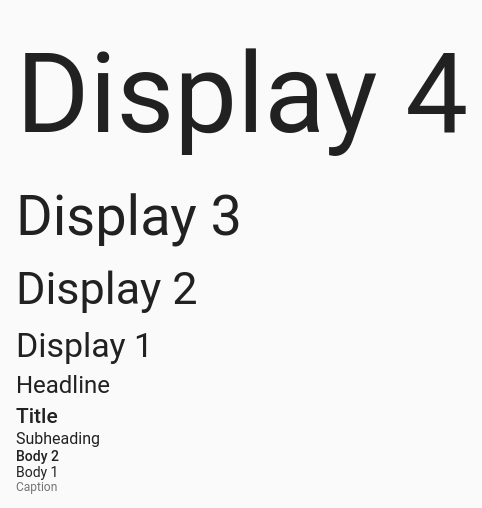 Display 4
Display 3
Display 2
Display 1
Headline
Title
Subheading
Body 2
Body 1
Caption